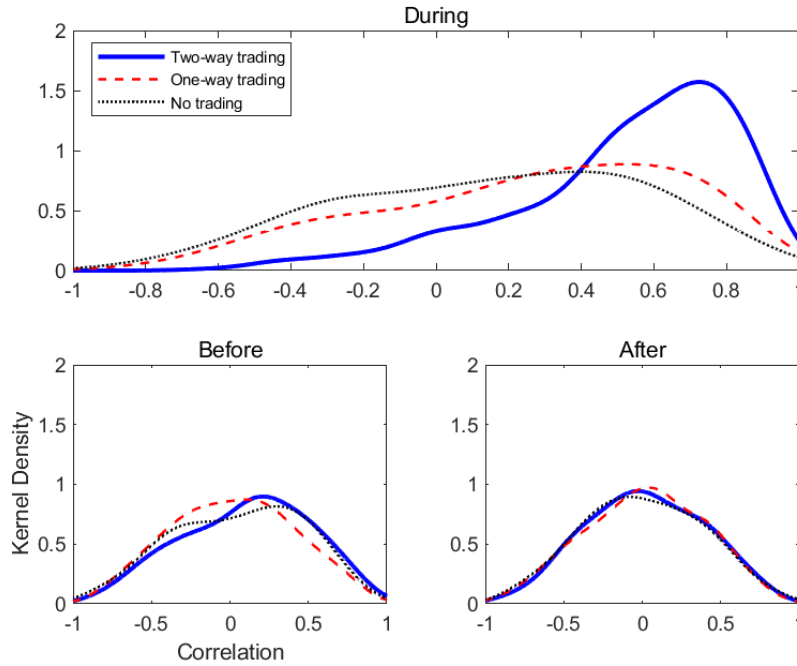 During
2
1.5
1
0.5
0
Two-way trading
One-way trading
No trading
-1 -0.8 -0.6 -0.4 -0.2 0 0.2 0.4 0.6 0.8 1
Before
2
1.5
1
0.5
0
Kernel Density
-1 -0.5 0 0.5 1
Correlation
After
2
1.5
1
0.5
0
-1 -0.5 0 0.5 1